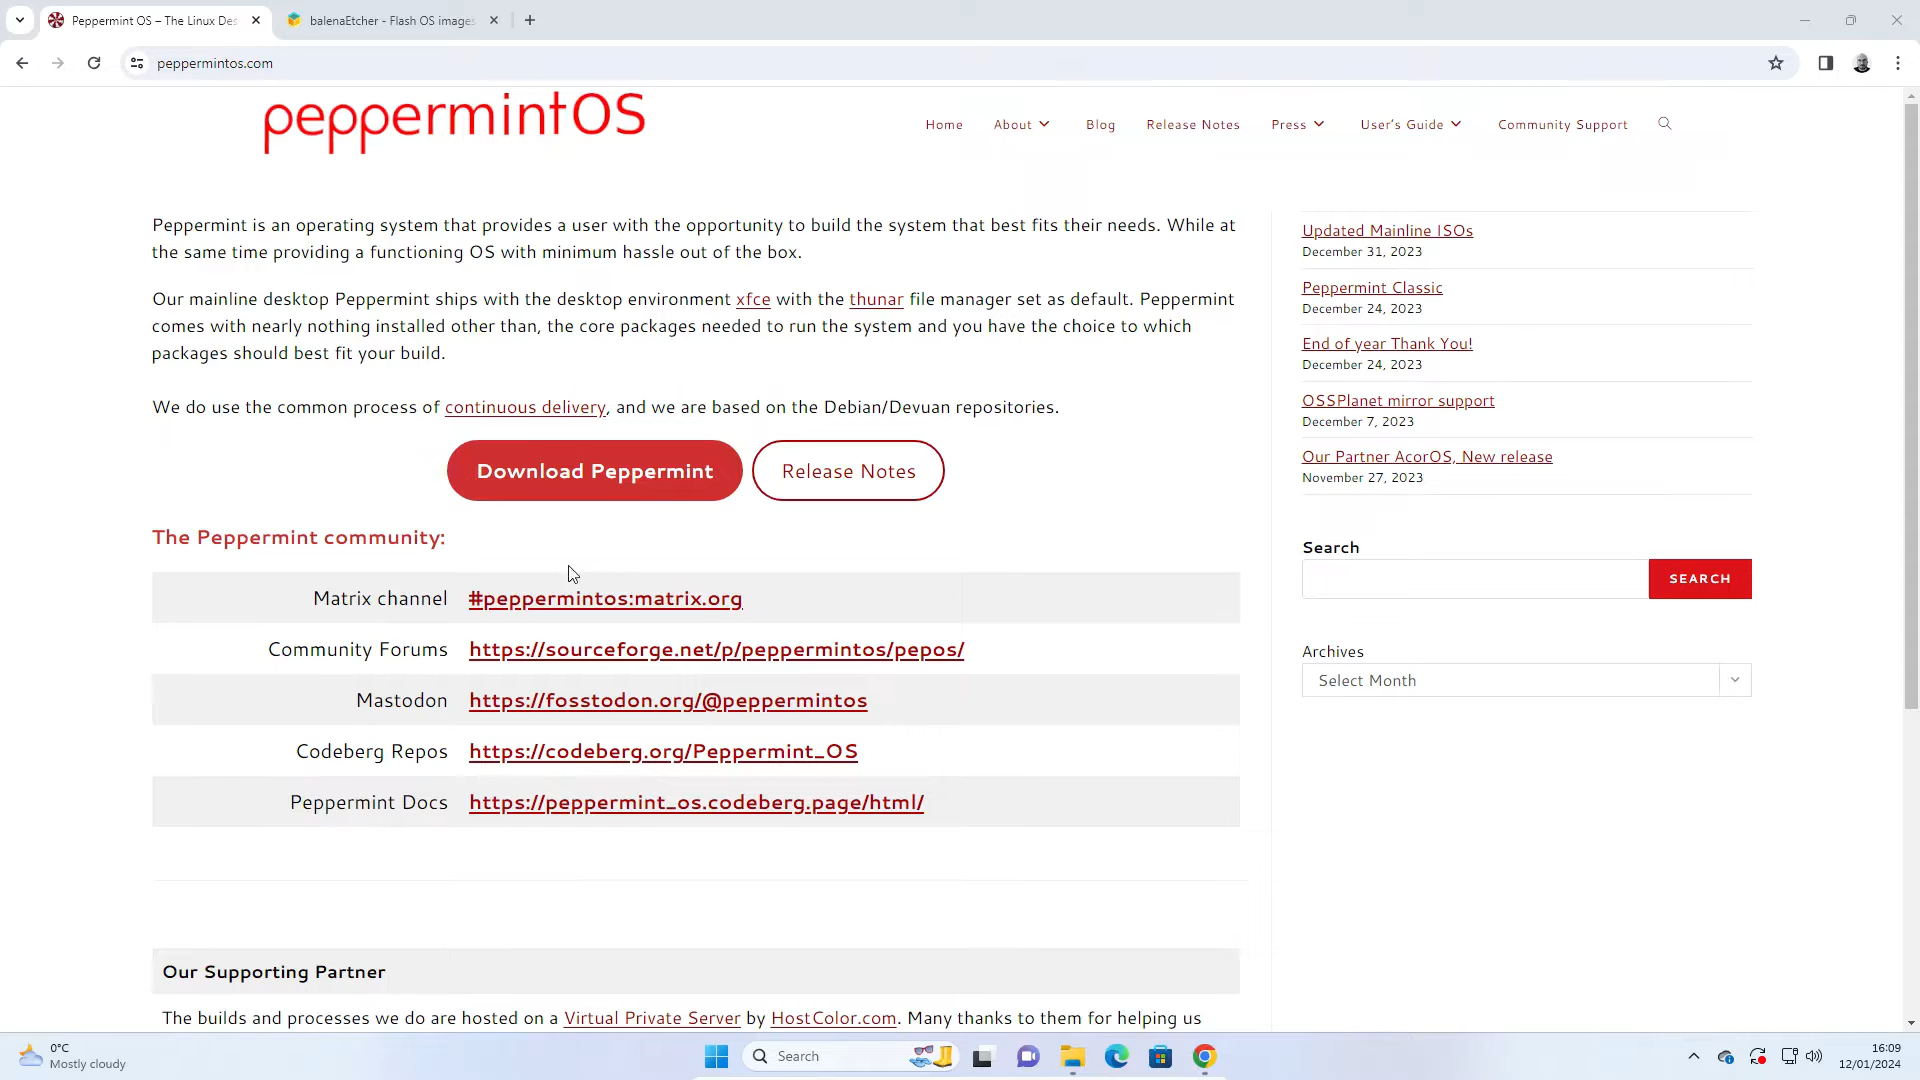 Peppermint OS – The Linux Des
balenaEtcher - Flash OS images
peppermintos.com
peppermintOS
Home
About
Blog
Release Notes
Press
User's Guide
Community Support
Peppermint is an operating system that provides a user with the opportunity to build the system that best fits their needs. While at
the same time providing a functioning OS with minimum hassle out of the box.
Our mainline desktop Peppermint ships with the desktop environment xfce with the thunar file manager set as default. Peppermint
comes with nearly nothing installed other than, the core packages needed to run the system and you have the choice to which
packages should best fit your build.
We do use the common process of continuous delivery, and we are based on the Debian/Devuan repositories.
Download Peppermint
Release Notes
The Peppermint community:
Matrix channel #peppermintos:matrix.org
Community Forums https://sourceforge.net/p/peppermintos/pepos/
Mastodon https://fosstodon.org/@peppermintos
Codeberg Repos https://codeberg.org/Peppermint_OS
Peppermint Docs https://peppermint_os.codeberg.page/html/
Our Supporting Partner
The builds and processes we do are hosted on a Virtual Private Server by HostColor.com. Many thanks to them for helping us
Updated Mainline ISOs
December 31, 2023
Peppermint Classic
December 24, 2023
End of year Thank You!
December 24, 2023
OSSPlanet mirror support
December 7, 2023
Our Partner AcorOS, New release
November 27, 2023
Search
SEARCH
Archives
Select Month
0°C
Mostly cloudy
Search
16:09
12/01/2024